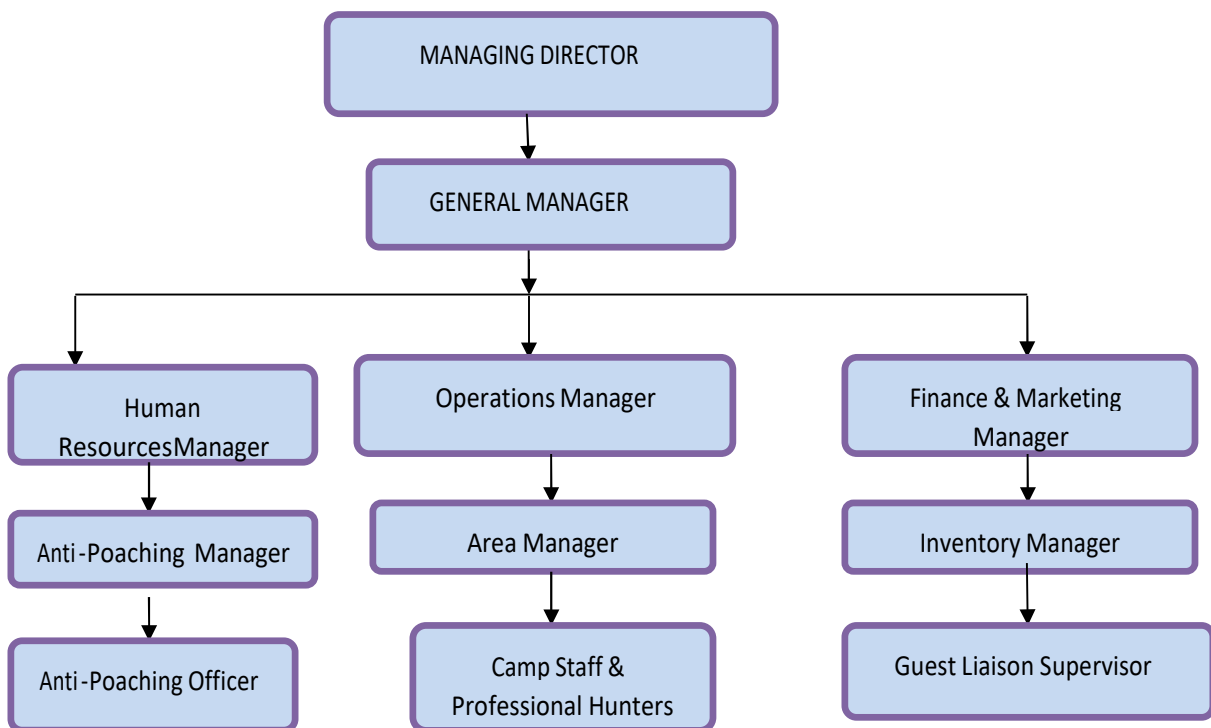 MANAGING DIRECTOR
GENERAL MANAGER
Human
ResourcesManager
Operations Manager
Finance & Marketing
Manager
Anti-Poaching Manager
Area Manager
Inventory Manager
Anti-Poaching Officer
Camp Staff &
Professional Hunters
Guest Liaison Supervisor